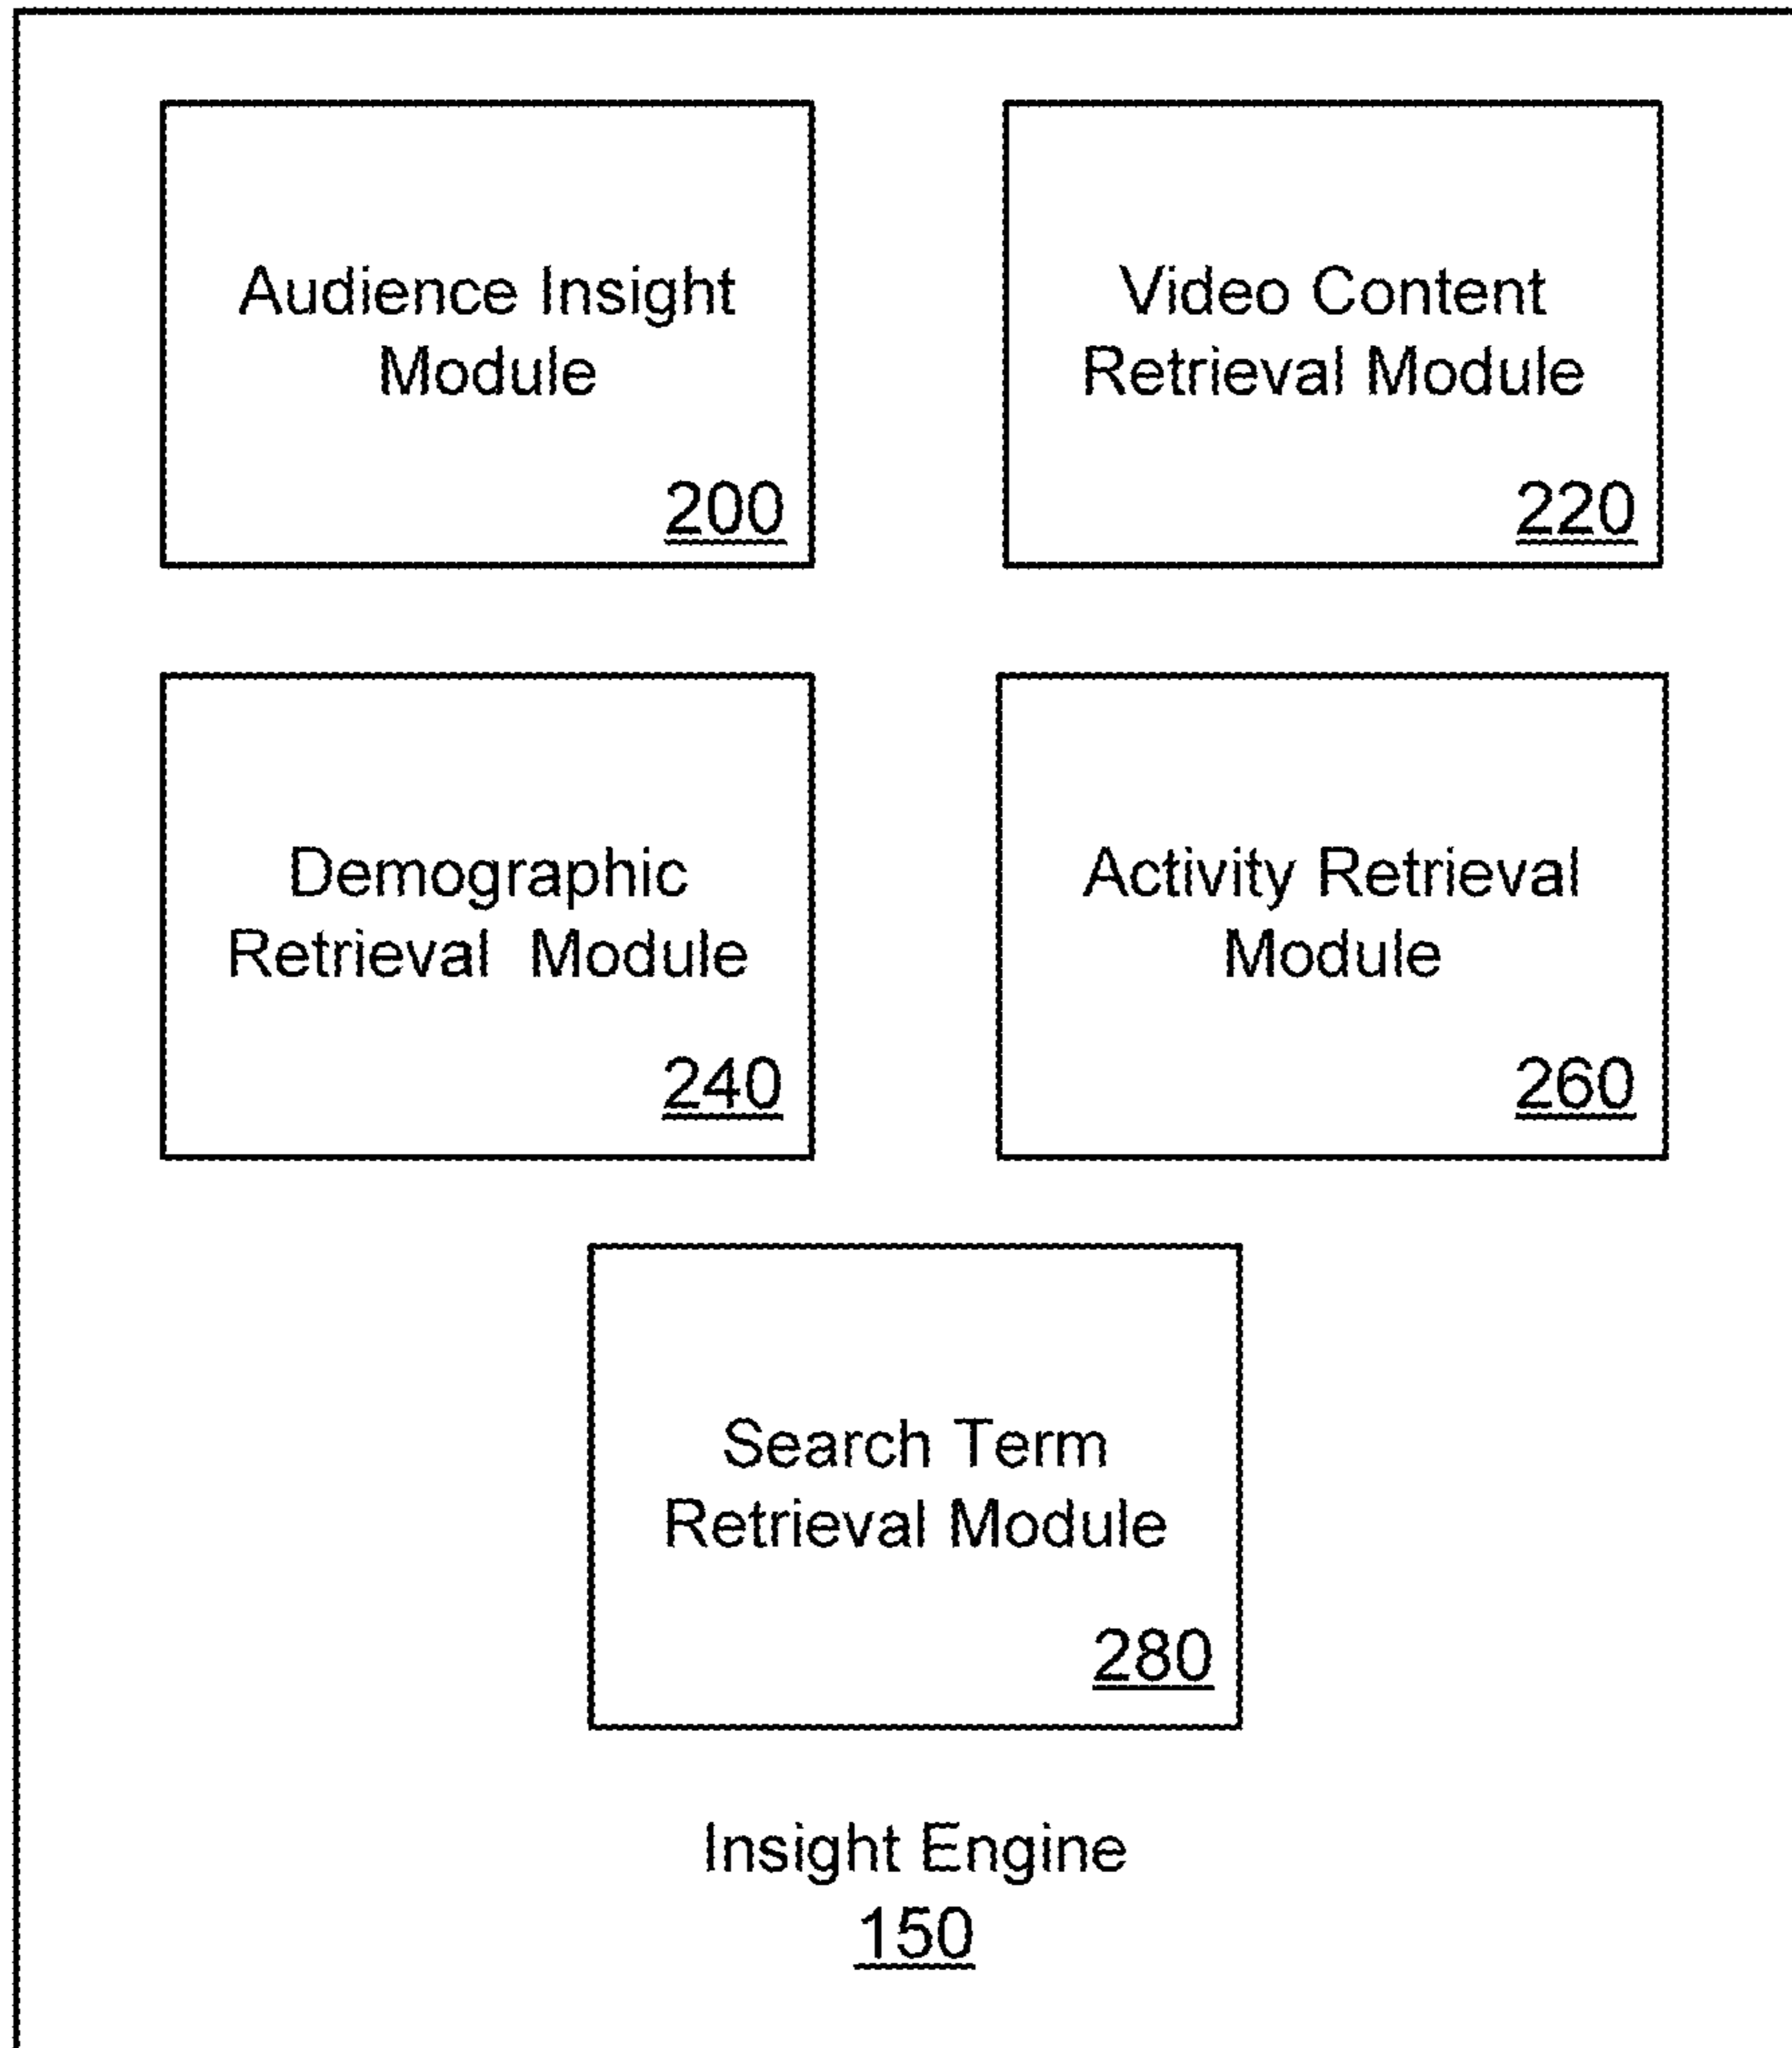 Audience Insight
Module
200
Video Content
Retrieval Module
220
Demographic
Retrieval Module
240
Activity Retrieval
Module
260
Search Term
Retrieval Module
280
Insight Engine
150